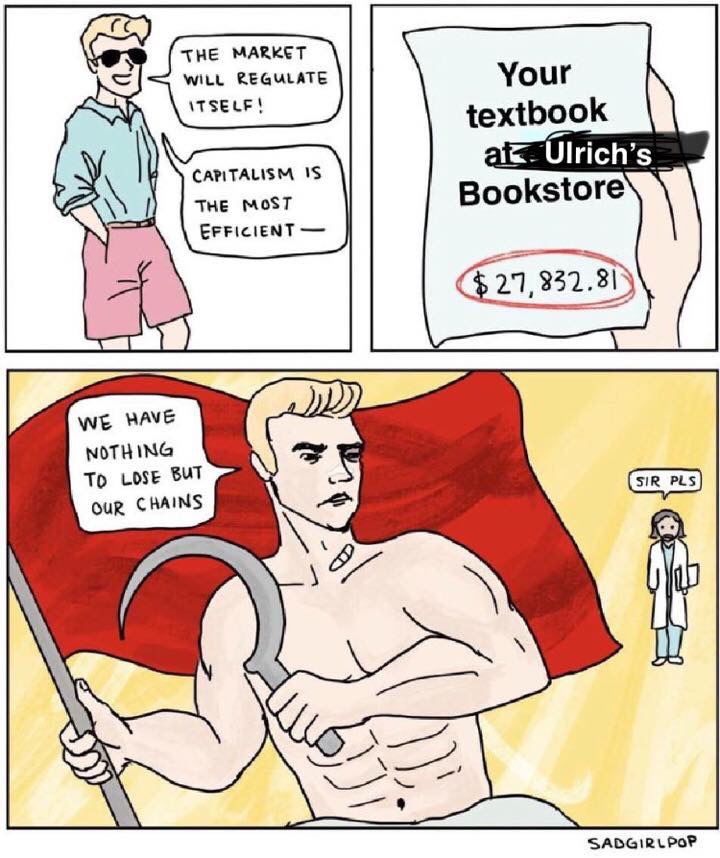 THE MARKET
WILL REGULATE
ITSELF!
CAPITALISM IS
THE MOST
EFFICIENT—
Your
textbook
at Ulrich's
Bookstore
$27,832.81
WE HAVE
NOTHING
TO LOSE BUT
OUR CHAINS
SIR PLS
SADGIRLPOP